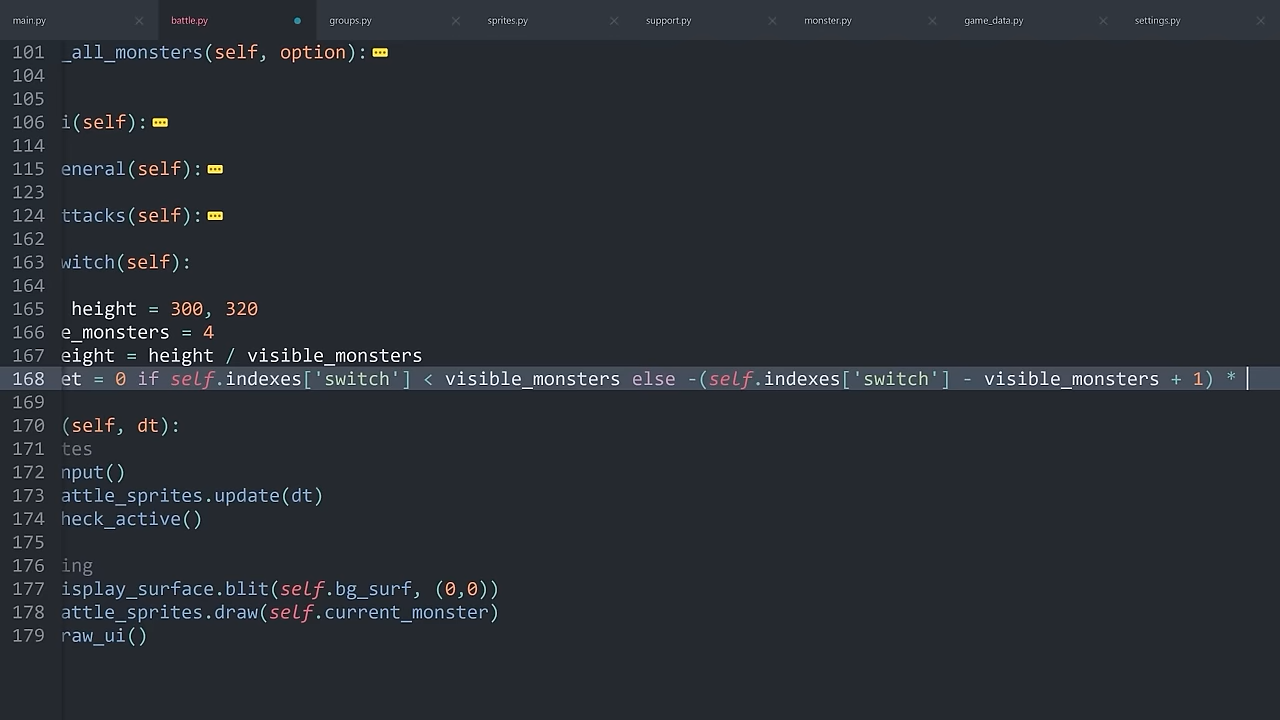 main.py battle.py groups.py sprites.py support.py monster.py game_data.py settings.py
101 _all_monsters(self, option):
104
105
106 i(self):
114
115 eneral(self):
123
124 ttacks(self):
162
163 witch(self):
164
165 height = 300, 320
166 e_monsters = 4
167 eight = height / visible_monsters
168 et = 0 if self.indexes['switch'] < visible_monsters else -(self.indexes['switch'] - visible_monsters + 1) *
169
170 (self, dt):
171 tes
172 nput()
173 attle_sprites.update(dt)
174 heck_active()
175
176 ing
177 isplay_surface.blit(self.bg_surf, (0,0))
178 attle_sprites.draw(self.current_monster)
179 raw_ui()